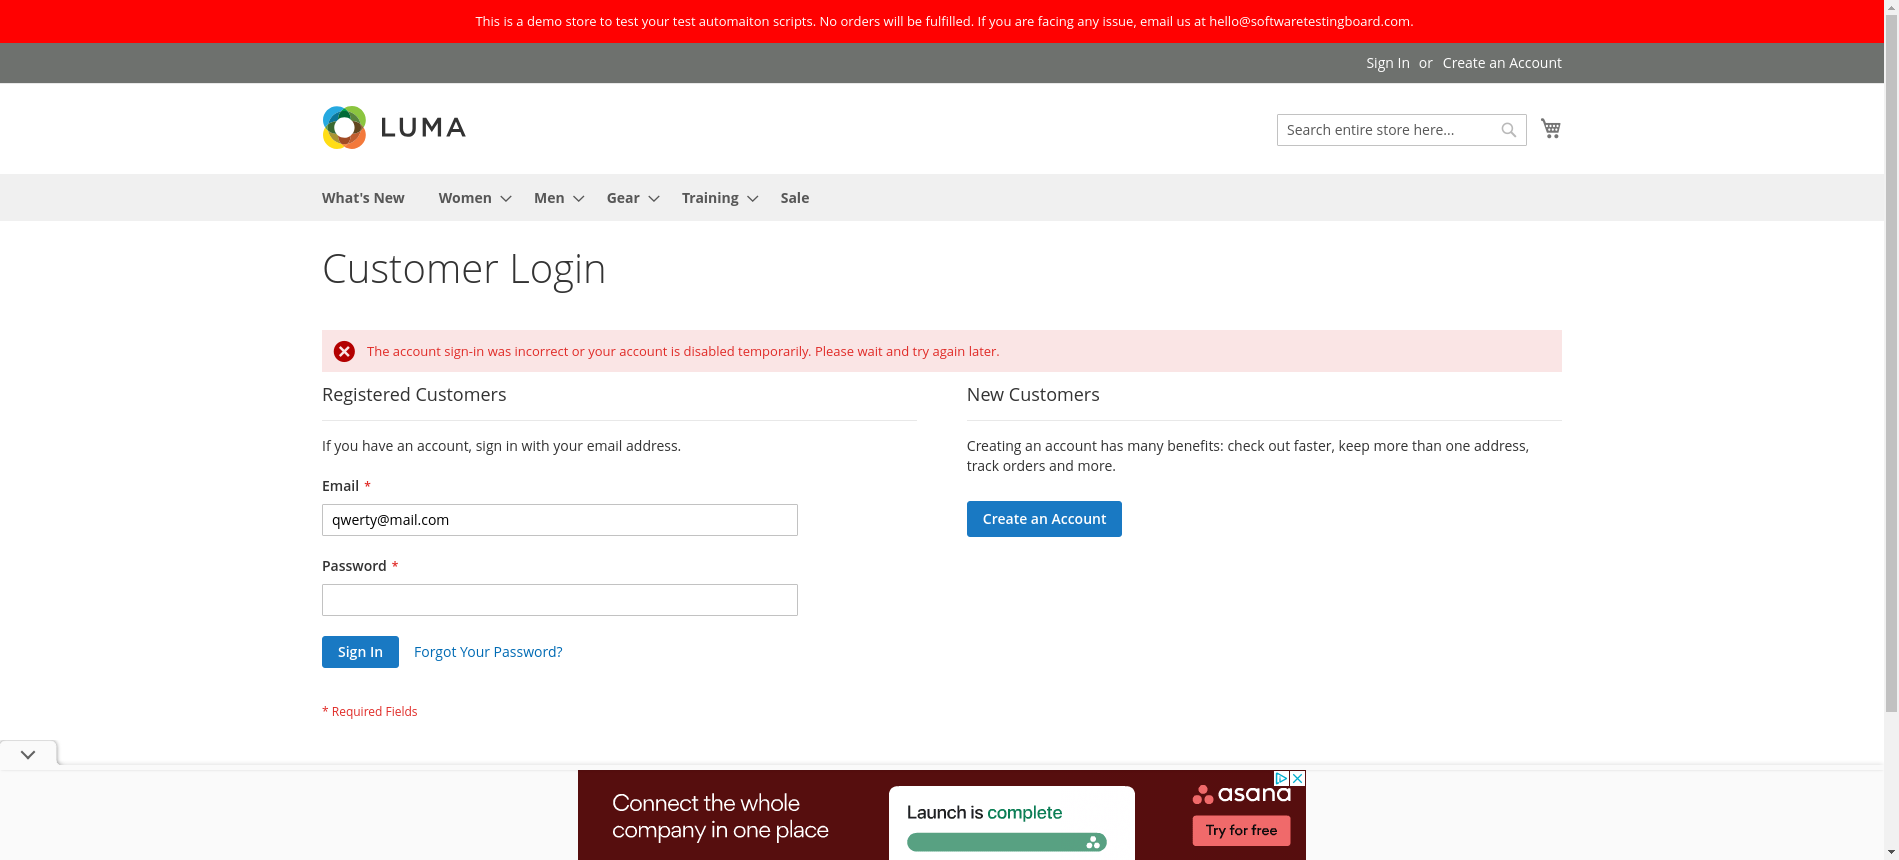 This is a demo store to test your test automaiton scripts. No orders will be fulfilled. If you are facing any issue, email us at hello@softwaretestingboard.com.
Sign In or Create an Account
LUMA
Search entire store here...
What's New Women Men Gear Training Sale
Customer Login
The account sign-in was incorrect or your account is disabled temporarily. Please wait and try again later.
Registered Customers
If you have an account, sign in with your email address.
Email *
qwerty@mail.com
Password *
Sign In Forgot Your Password?
* Required Fields
New Customers
Creating an account has many benefits: check out faster, keep more than one address,
track orders and more.
Create an Account
Connect the whole
company in one place
Launch is complete
asana
Try for free